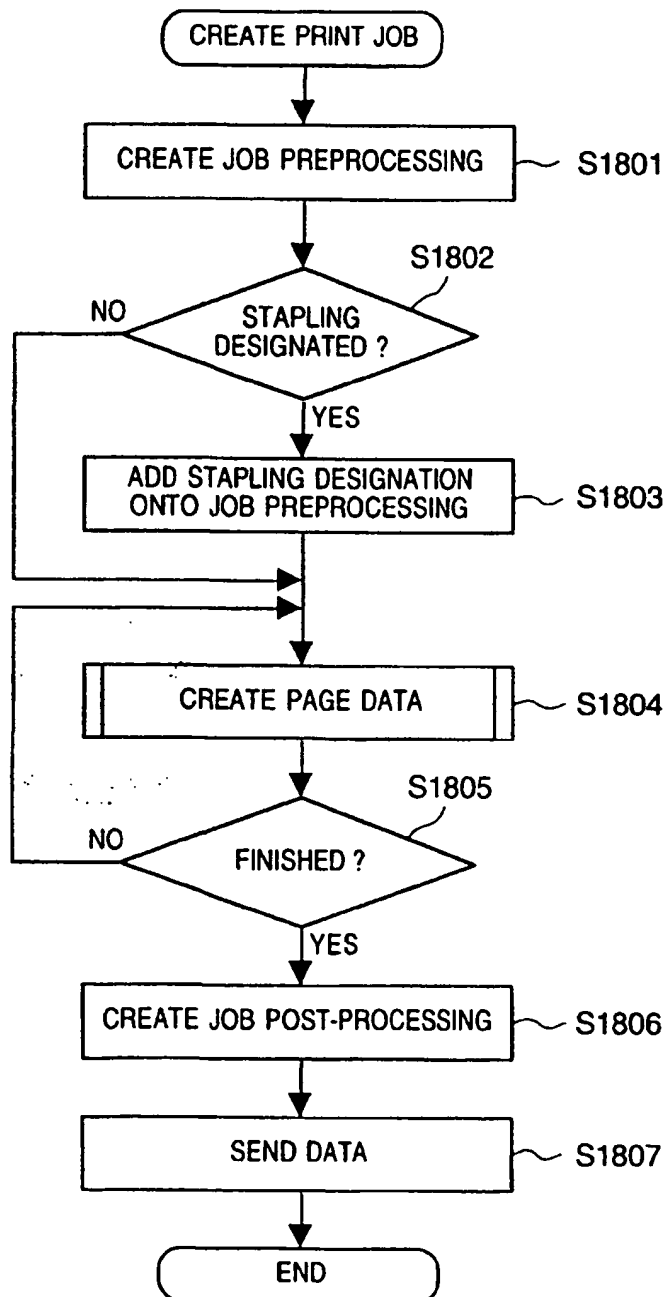 CREATE PRINT JOB
CREATE JOB PREPROCESSING
S1801
S1802
NO
STAPLING
DESIGNATED ?
YES
ADD STAPLING DESIGNATION
ONTO JOB PREPROCESSING
S1803
CREATE PAGE DATA
S1804
S1805
NO
FINISHED ?
YES
CREATE JOB POST-PROCESSING
S1806
SEND DATA
S1807
END